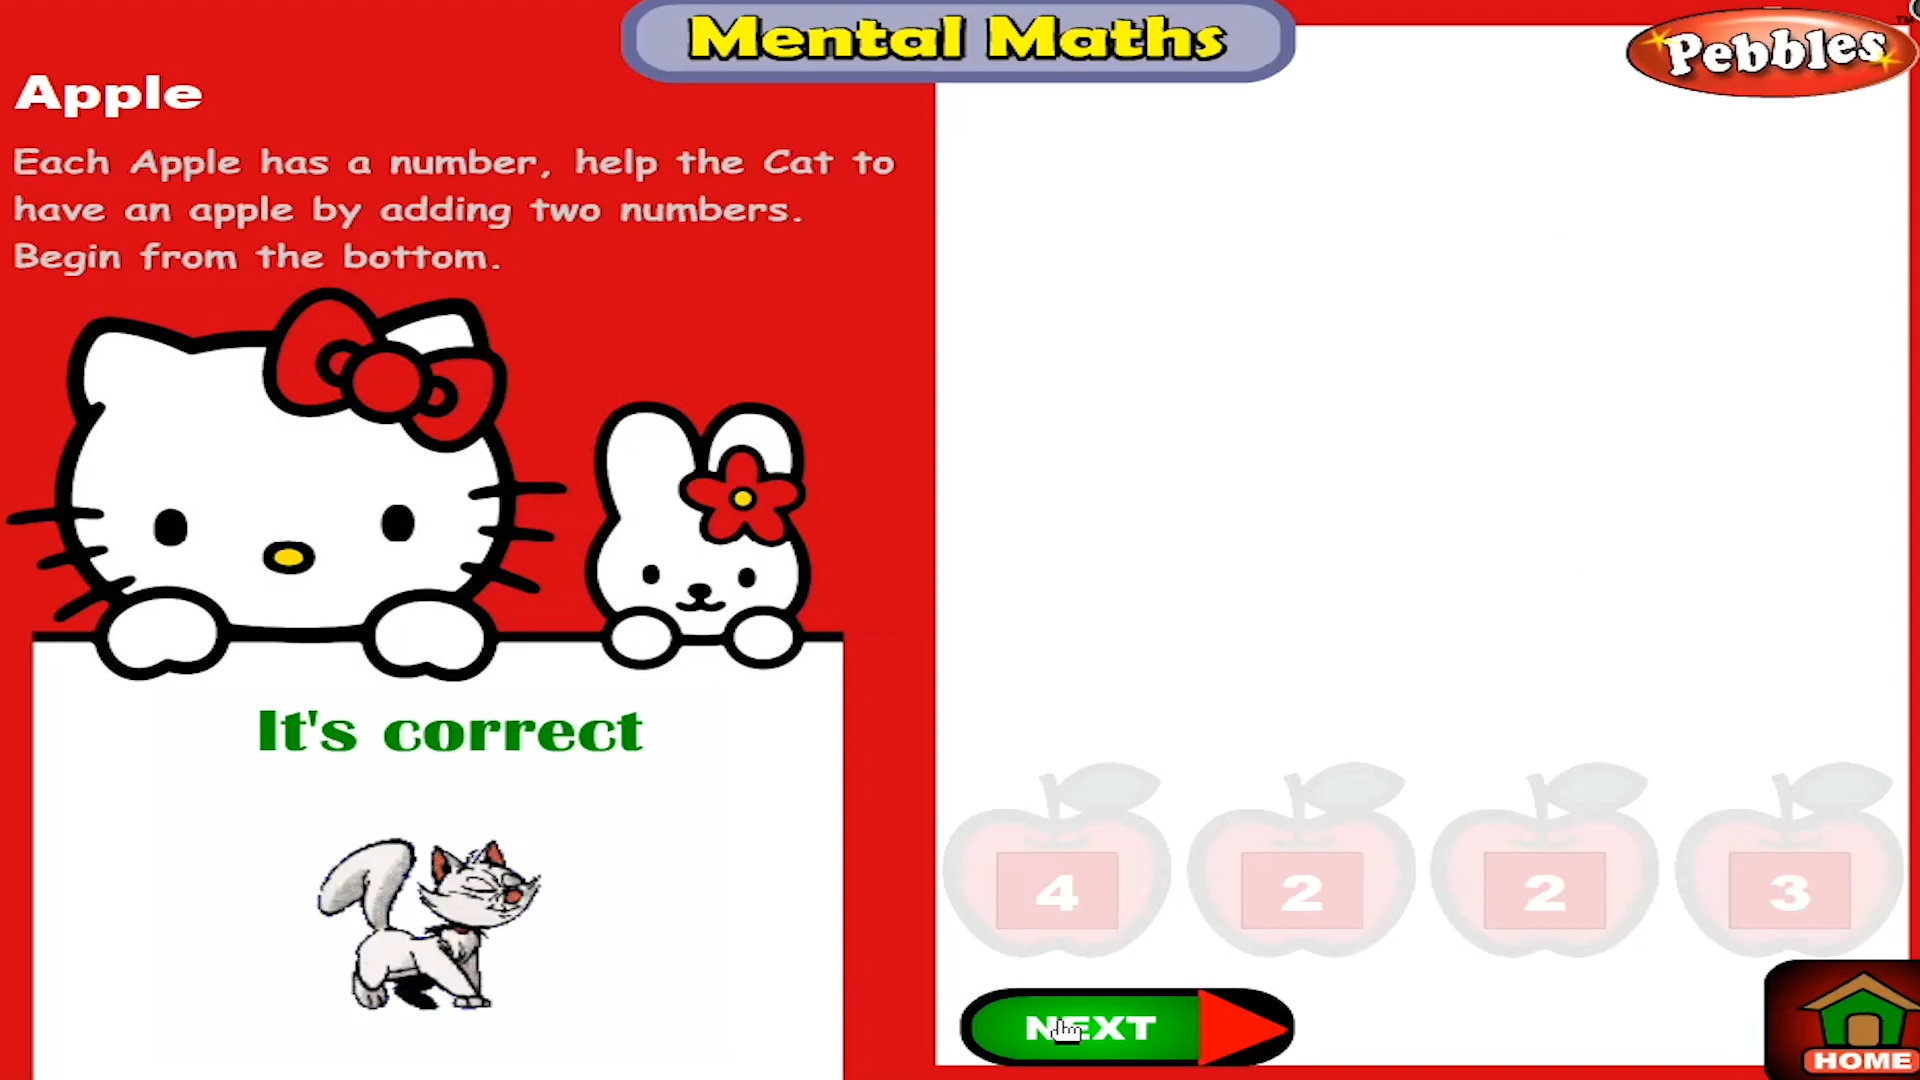 Mental Maths
Pebbles
Apple
Each Apple has a number, help the Cat to
have an apple by adding two numbers.
Begin from the bottom.
It's correct
4 2 2 3
NEXT
HOME